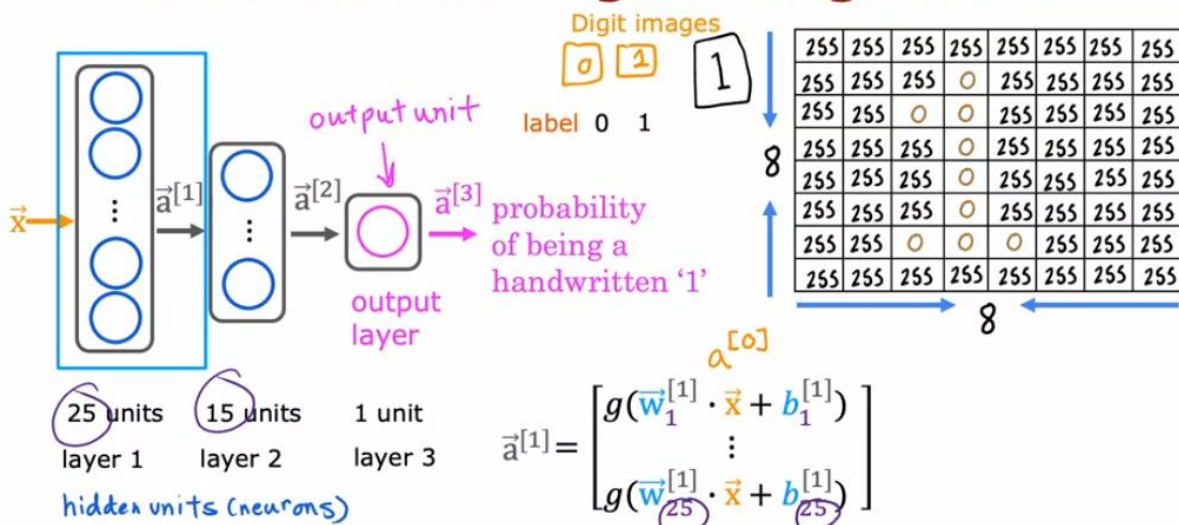 Digit images
0 1
label 0 1
1
8
255 255 255 255 255 255 255 255
255 255 255 0 255 255 255 255
255 255 0 0 255 255 255 255
255 255 255 0 255 255 255 255
255 255 255 0 255 255 255 255
255 255 255 0 255 255 255 255
255 255 0 0 0 255 255 255
255 255 255 255 255 255 255 255
8
output unit
x⃗
a⃗[1]
a⃗[2]
a⃗[3]
⋮
⋮
probability
of being a
handwritten ‘1’
output
layer
25 units 15 units 1 unit
layer 1 layer 2 layer 3
hidden units (neurons)
a[0]
a⃗[1] = [g(w⃗₁[1] · x⃗ + b₁[1])
⋮
g(w⃗₂₅[1] · x⃗ + b₂₅[1])]